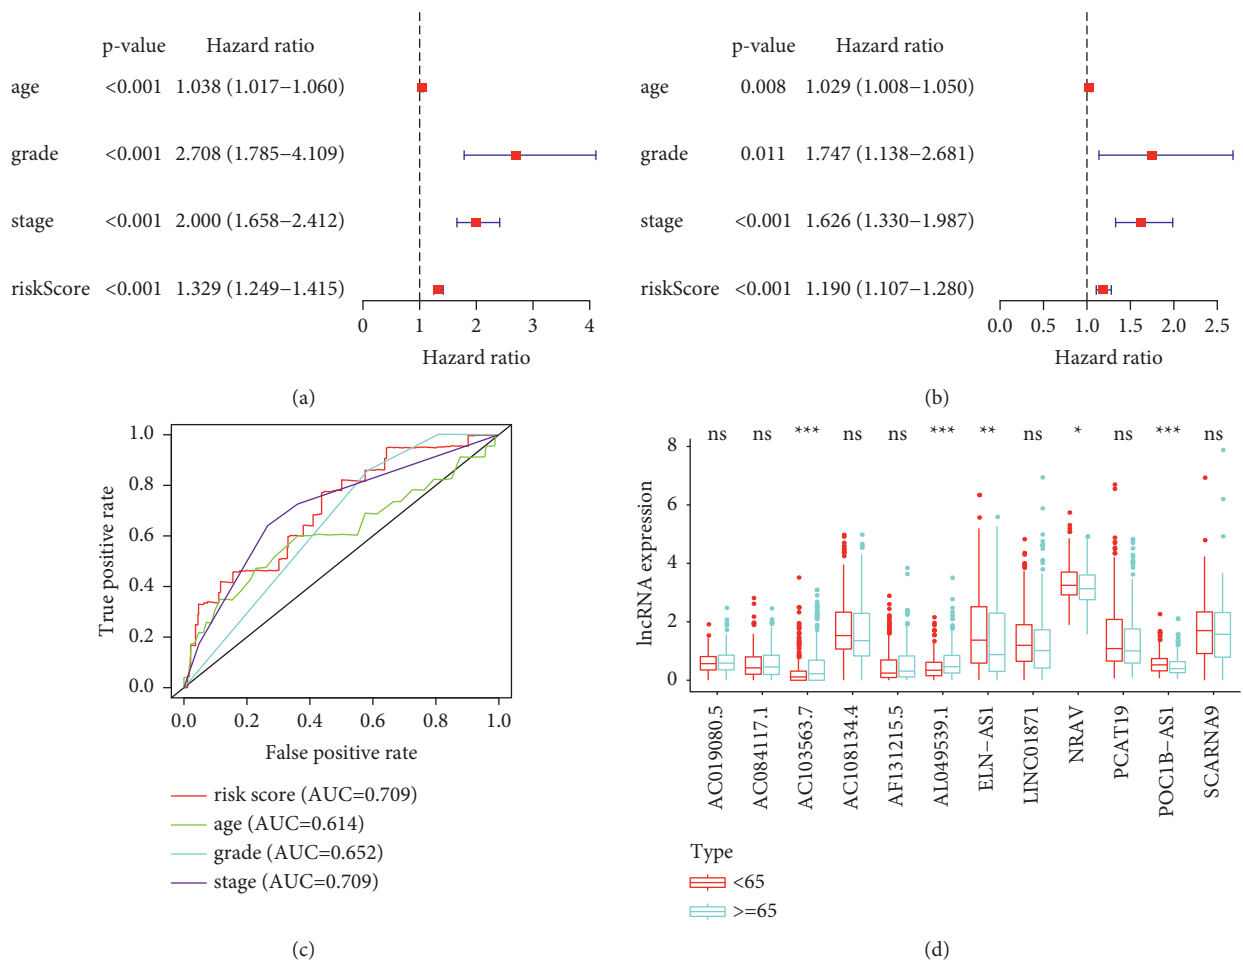 p-value Hazard ratio
age <0.001 1.038 (1.017−1.060)
grade <0.001 2.708 (1.785−4.109)
stage <0.001 2.000 (1.658−2.412)
riskScore <0.001 1.329 (1.249−1.415)
0 1 2 3 4
Hazard ratio
(a)
p-value Hazard ratio
age 0.008 1.029 (1.008−1.050)
grade 0.011 1.747 (1.138−2.681)
stage <0.001 1.626 (1.330−1.987)
riskScore <0.001 1.190 (1.107−1.280)
0.0 0.5 1.0 1.5 2.0 2.5
Hazard ratio
(b)
True positive rate
1.0
0.8
0.6
0.4
0.2
0.0
0.0 0.2 0.4 0.6 0.8 1.0
False positive rate
risk score (AUC=0.709)
age (AUC=0.614)
grade (AUC=0.652)
stage (AUC=0.709)
(c)
ns ns *** ns ns *** ** ns * ns *** ns
lncRNA expression
8
6
4
2
0
AC019080.5
AC084117.1
AC103563.7
AC108134.4
AF131215.5
AL049539.1
ELN−AS1
LINC01871
NRAV
PCAT19
POC1B−AS1
SCARNA9
Type
<65
>=65
(d)